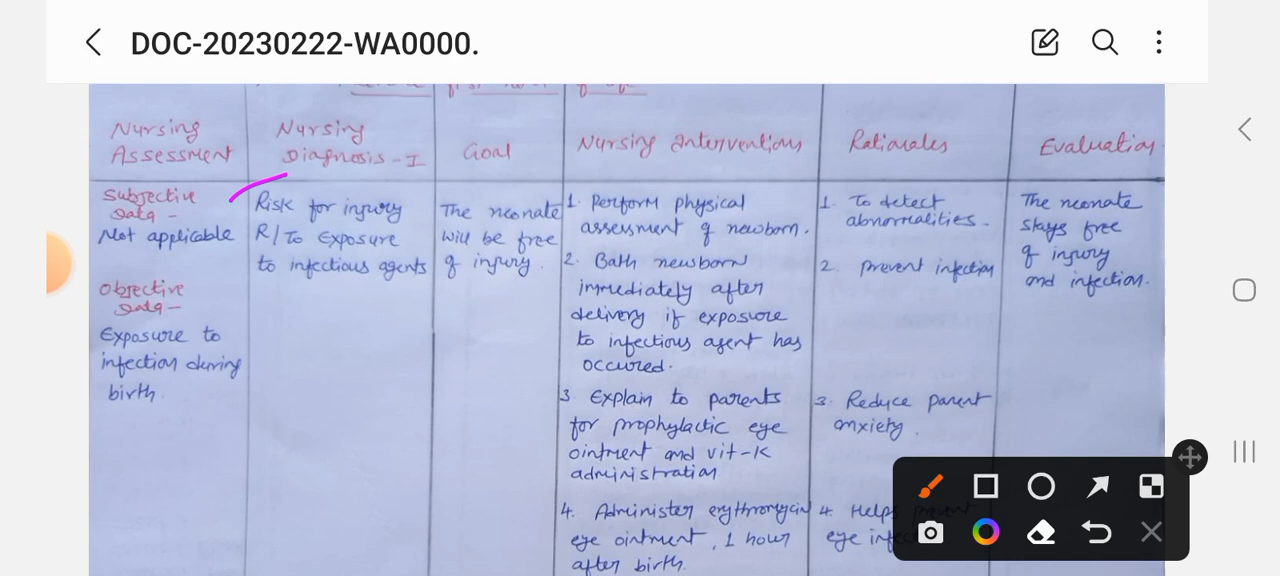 DOC-20230222-WA0000.
Nursing
Assessment
Nursing
Diagnosis - I
Goal
Nursing Interventions
Rationales
Evaluation
Subjective
Data -
Not applicable
Objective
Data -
Exposure to
infection during
birth.
Risk for injury
R/To Exposure
to infectious agents
The neonate
will be free
of injury.
1. Perform physical
assessment of newborn.
2. Bath newborn
immediately after
delivery if exposure
to infectious agent has
occured.
3. Explain to parents
for prophylactic eye
ointment and vit-K
administration
4. Administer erythromycin
eye ointment, 1 hour
after birth.
1. To detect
abnormalities.
2. prevent infection
3. Reduce parent
anxiety.
4. Helps prevent
eye
The neonate
stays free
of injury
and infection.